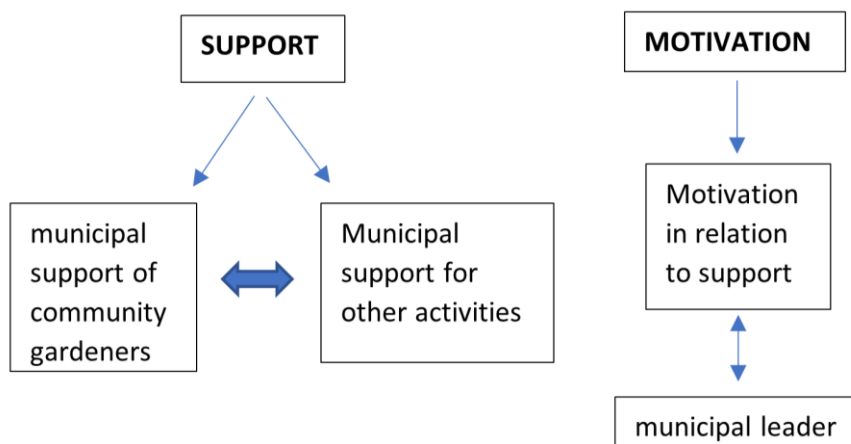 SUPPORT
MOTIVATION
municipal
support of
community
gardeners
Municipal
support for
other activities
Motivation
in relation
to support
municipal leader